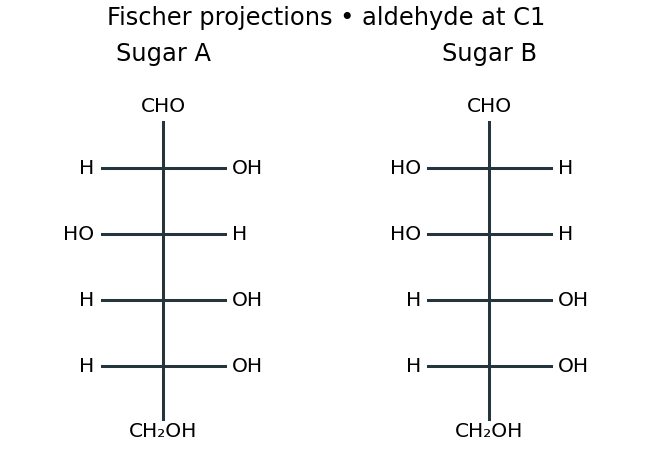 Fischer projections • aldehyde at C1
Sugar A Sugar B
CHO CHO
H OH HO H
HO H HO H
H OH H OH
H OH H OH
CH₂OH CH₂OH